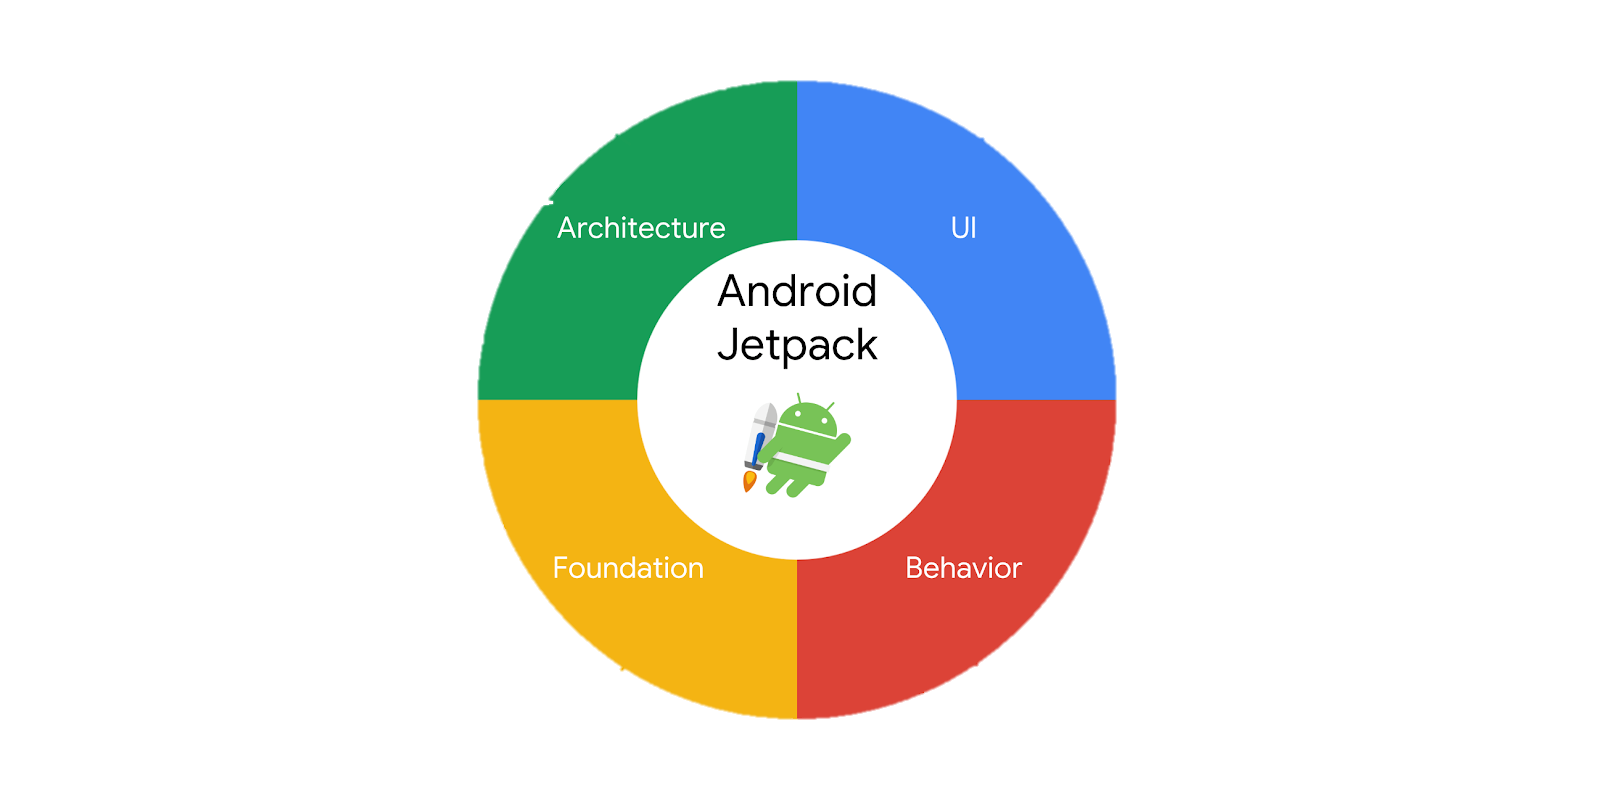 Architecture
UI
Android
Jetpack
Foundation
Behavior